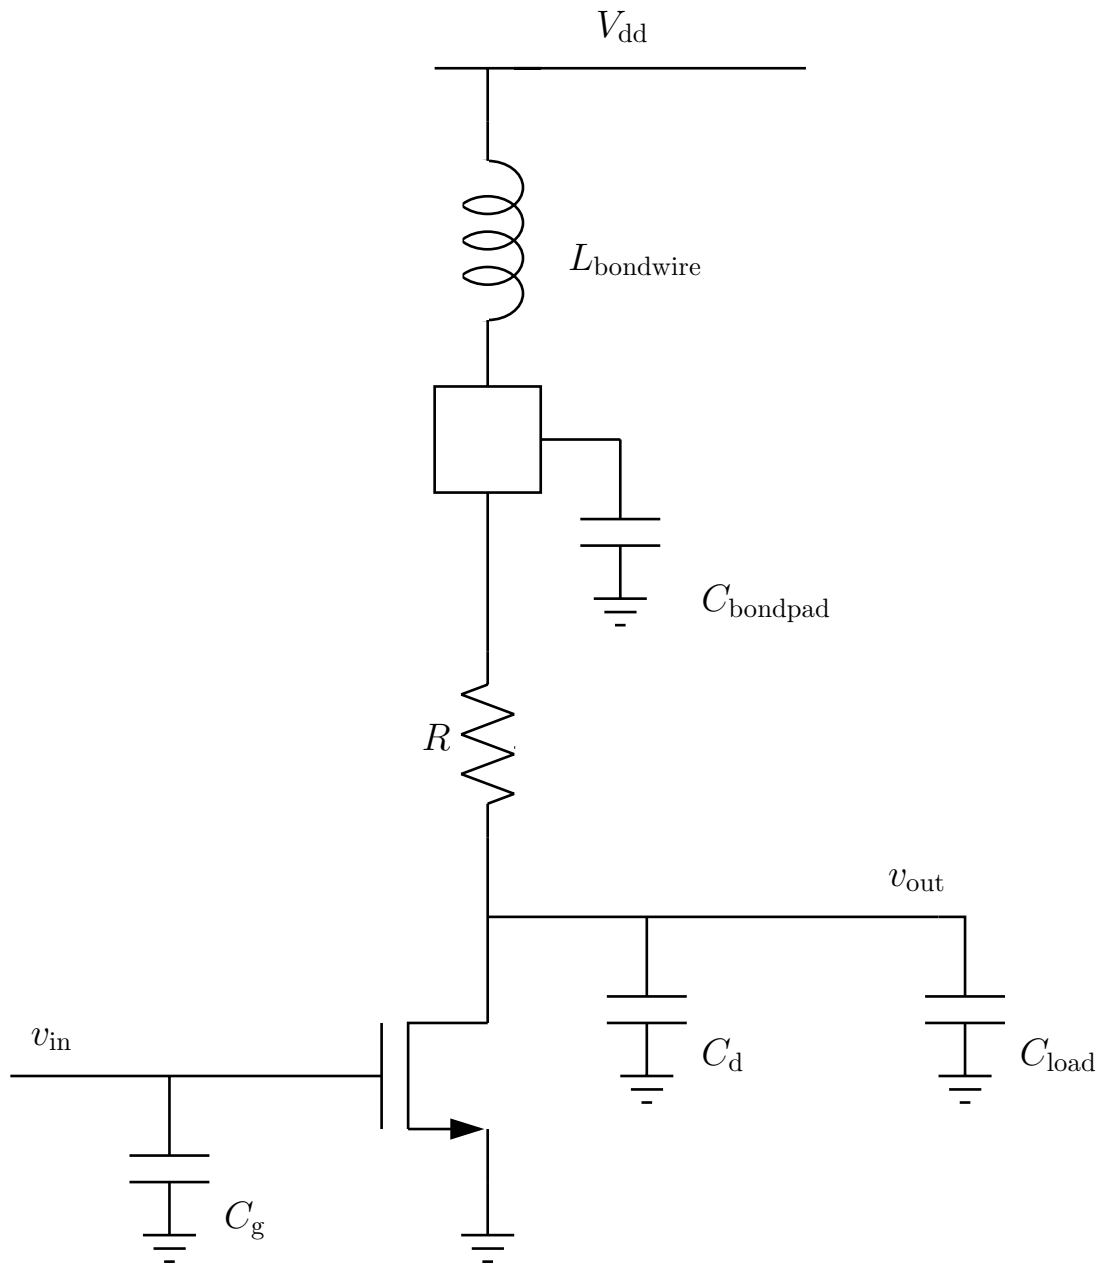 V_dd
L_bondwire
C_bondpad
R
v_out
v_in
C_d
C_load
C_g